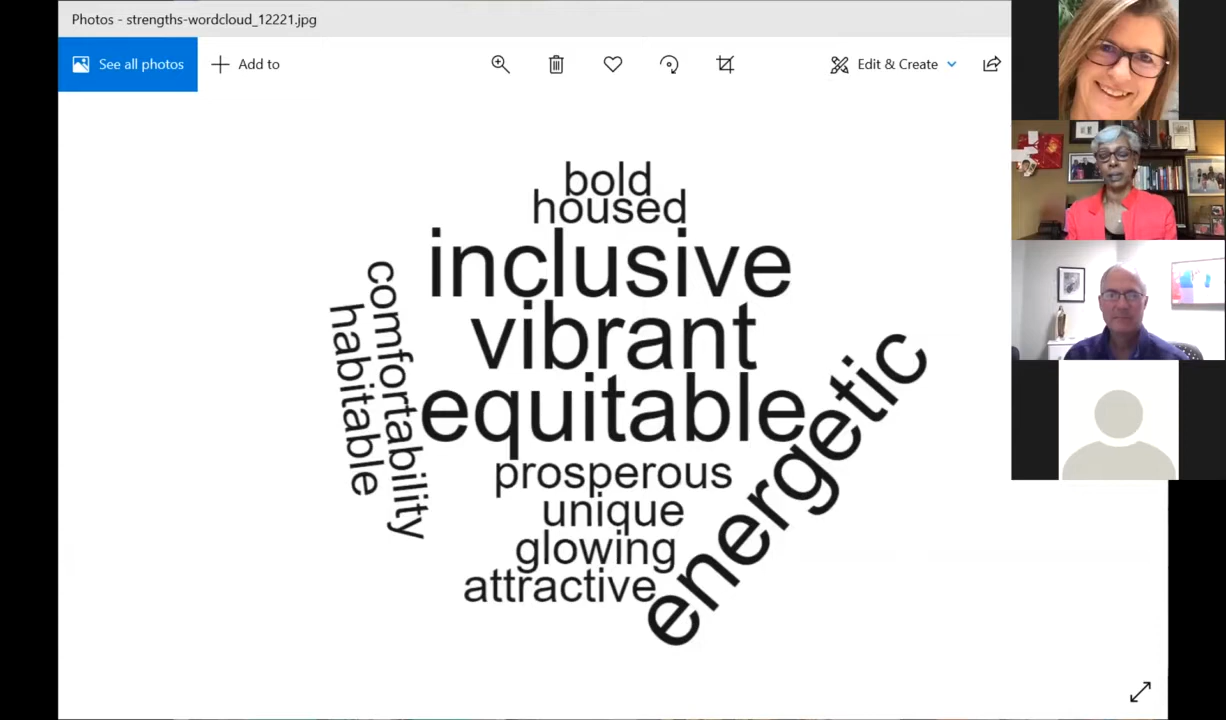 Photos - strengths-wordcloud_12221.jpg
See all photos
Add to
Edit & Create
bold
housed
inclusive
vibrant
equitable
energetic
comfortability
habitable
prosperous
unique
glowing
attractive